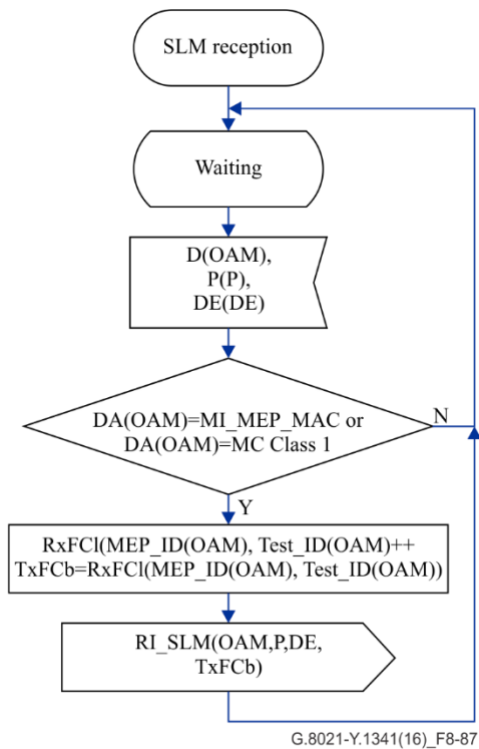 SLM reception
Waiting
D(OAM),
P(P),
DE(DE)
DA(OAM)=MI_MEP_MAC or
DA(OAM)=MC Class 1
N
Y
RxFCl(MEP_ID(OAM), Test_ID(OAM)++
TxFCb=RxFCl(MEP_ID(OAM), Test_ID(OAM))
RI_SLM(OAM,P,DE,
TxFCb)
G.8021-Y.1341(16)_F8-87